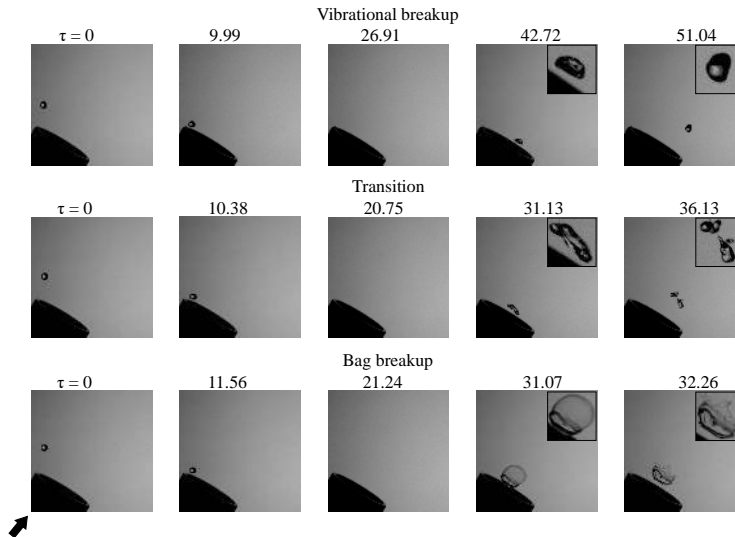 Vibrational breakup
τ = 0 9.99 26.91 42.72 51.04
Transition
τ = 0 10.38 20.75 31.13 36.13
Bag breakup
τ = 0 11.56 21.24 31.07 32.26